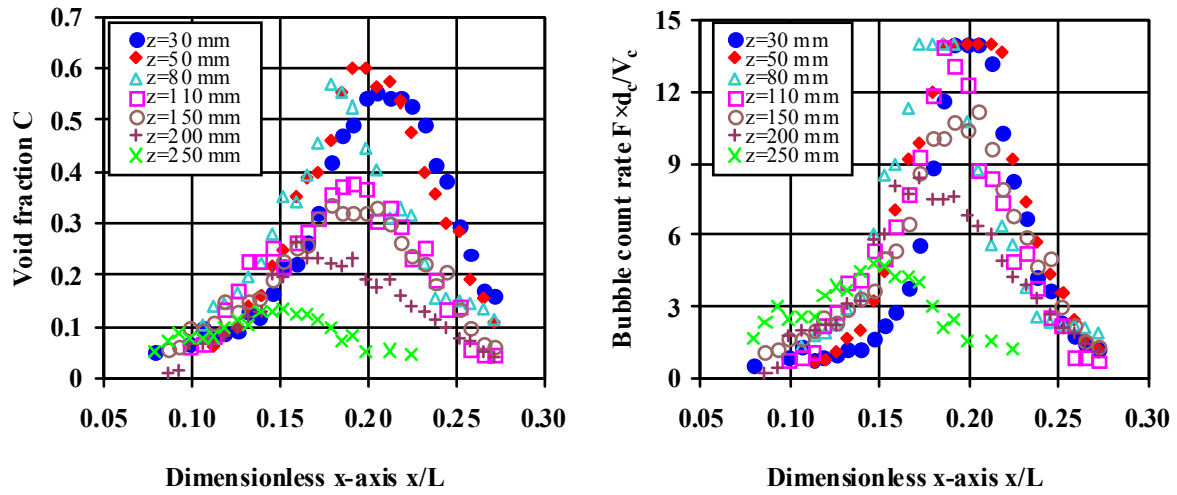 Void fraction C
0.7
0.6
0.5
0.4
0.3
0.2
0.1
0
z=30 mm
z=50 mm
z=80 mm
z=110 mm
z=150 mm
z=200 mm
z=250 mm
0.05 0.10 0.15 0.20 0.25 0.30
Dimensionless x-axis x/L
Bubble count rate F×d_c/V_c
15
12
9
6
3
0
z=30 mm
z=50 mm
z=80 mm
z=110 mm
z=150 mm
z=200 mm
z=250 mm
0.05 0.10 0.15 0.20 0.25 0.30
Dimensionless x-axis x/L